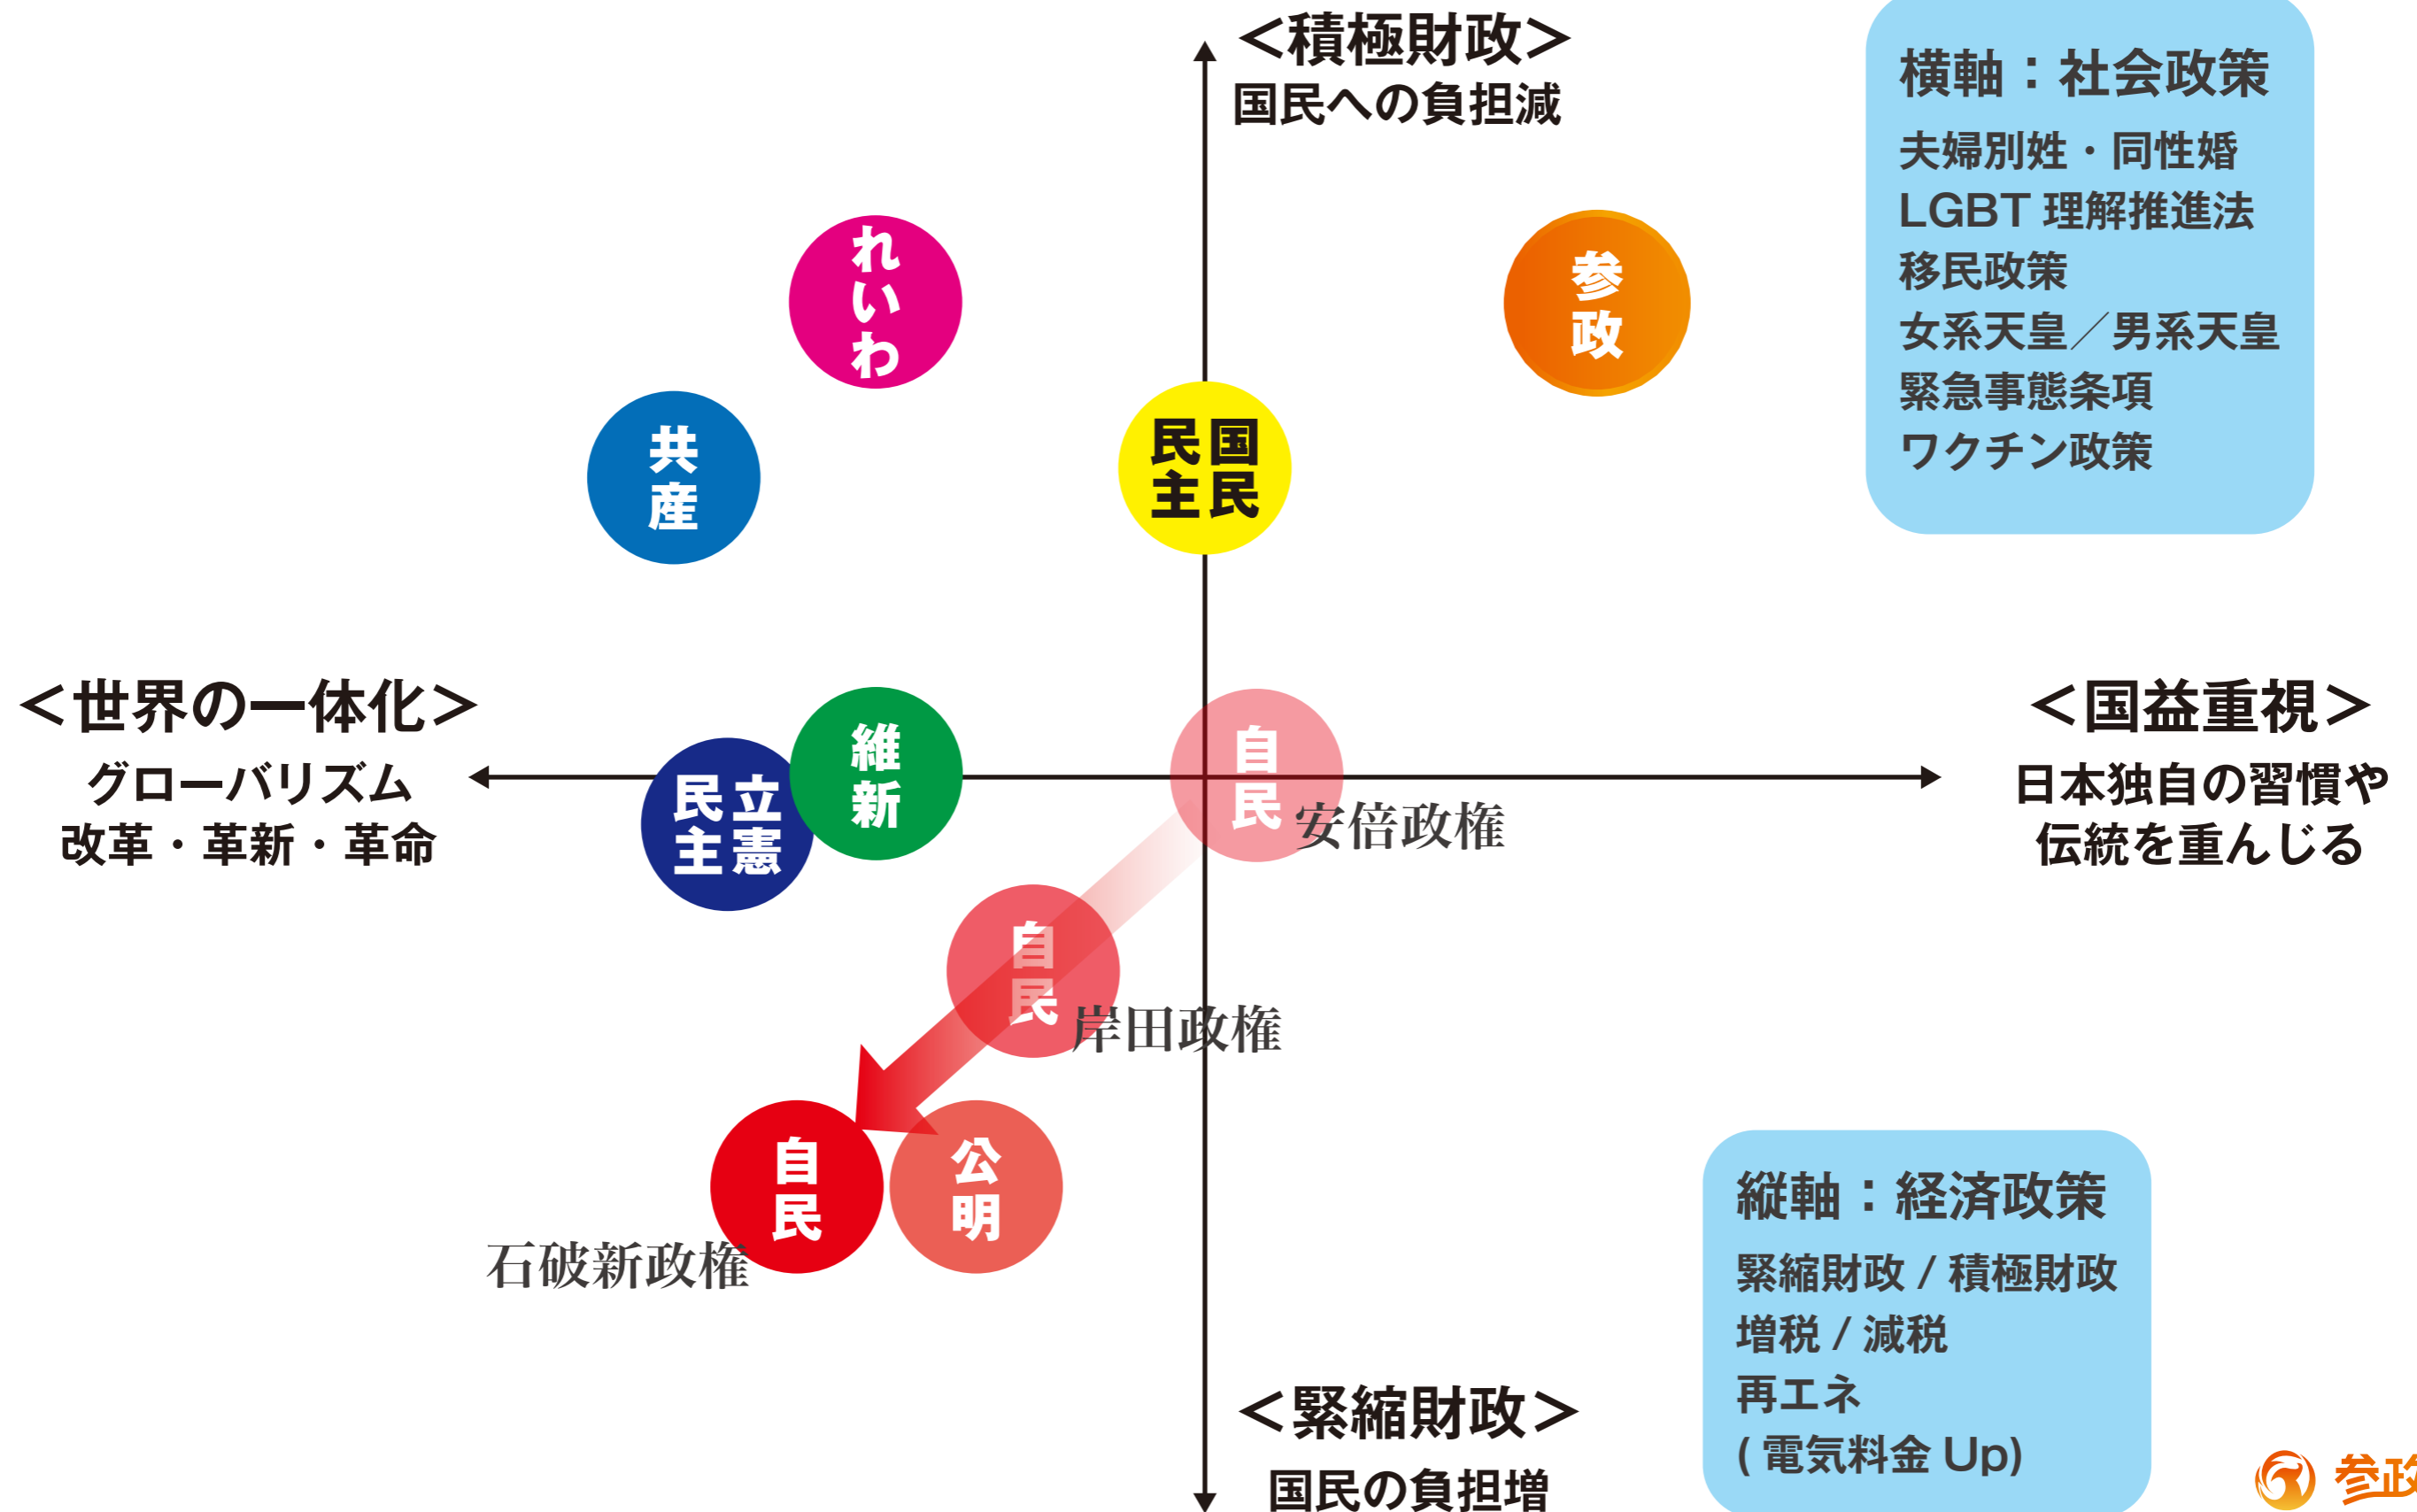 ＜積極財政＞
国民への負担減
横軸：社会政策
夫婦別姓・同性婚
LGBT 理解推進法
移民政策
女系天皇／男系天皇
緊急事態条項
ワクチン政策
れいわ
参政
共産
国民
民主
＜世界の一体化＞
グローバリズム
改革・革新・革命
立憲
民主
維新
自民
安倍政権
＜国益重視＞
日本独自の習慣や
伝統を重んじる
自民
岸田政権
自民
石破新政権
公明
縦軸：経済政策
緊縮財政 / 積極財政
増税 / 減税
再エネ
( 電気料金 Up)
＜緊縮財政＞
国民の負担増
参政